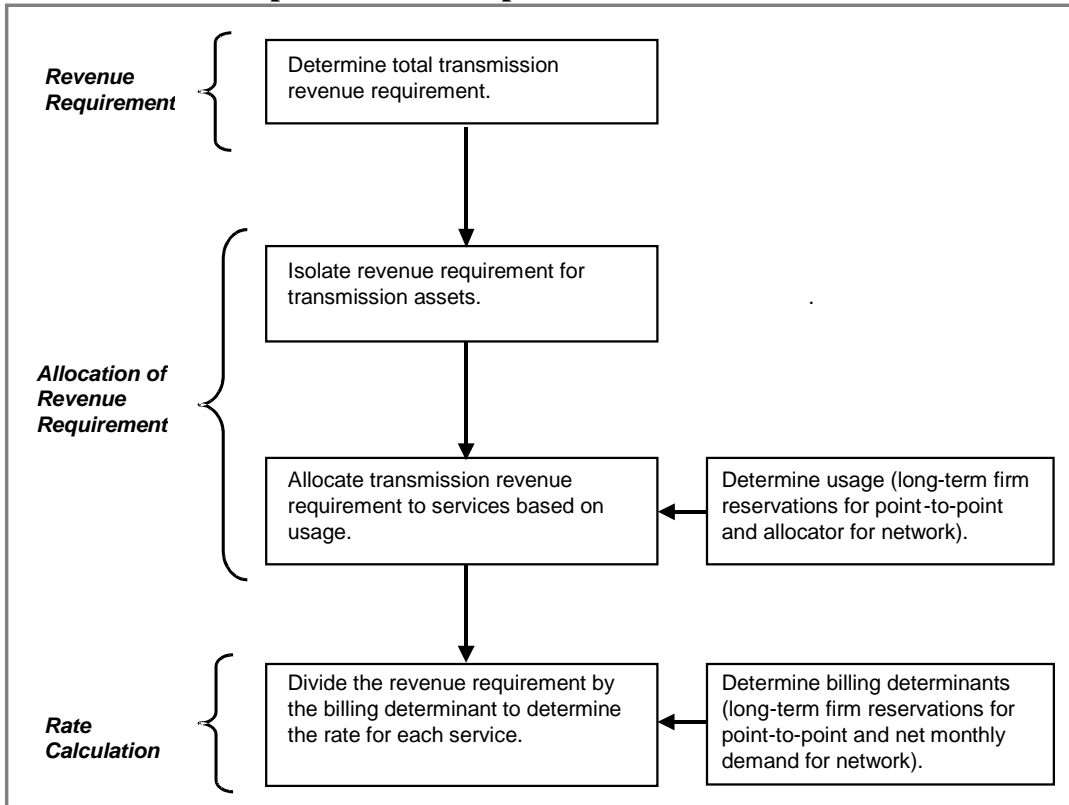 Revenue
Requirement
Determine total transmission
revenue requirement.
Isolate revenue requirement for
transmission assets.
.
Allocation of
Revenue
Requirement
Allocate transmission revenue
requirement to services based on
usage.
Determine usage (long-term firm
reservations for point-to-point
and allocator for network).
Rate
Calculation
Divide the revenue requirement by
the billing determinant to determine
the rate for each service.
Determine billing determinants
(long-term firm reservations for
point-to-point and net monthly
demand for network).